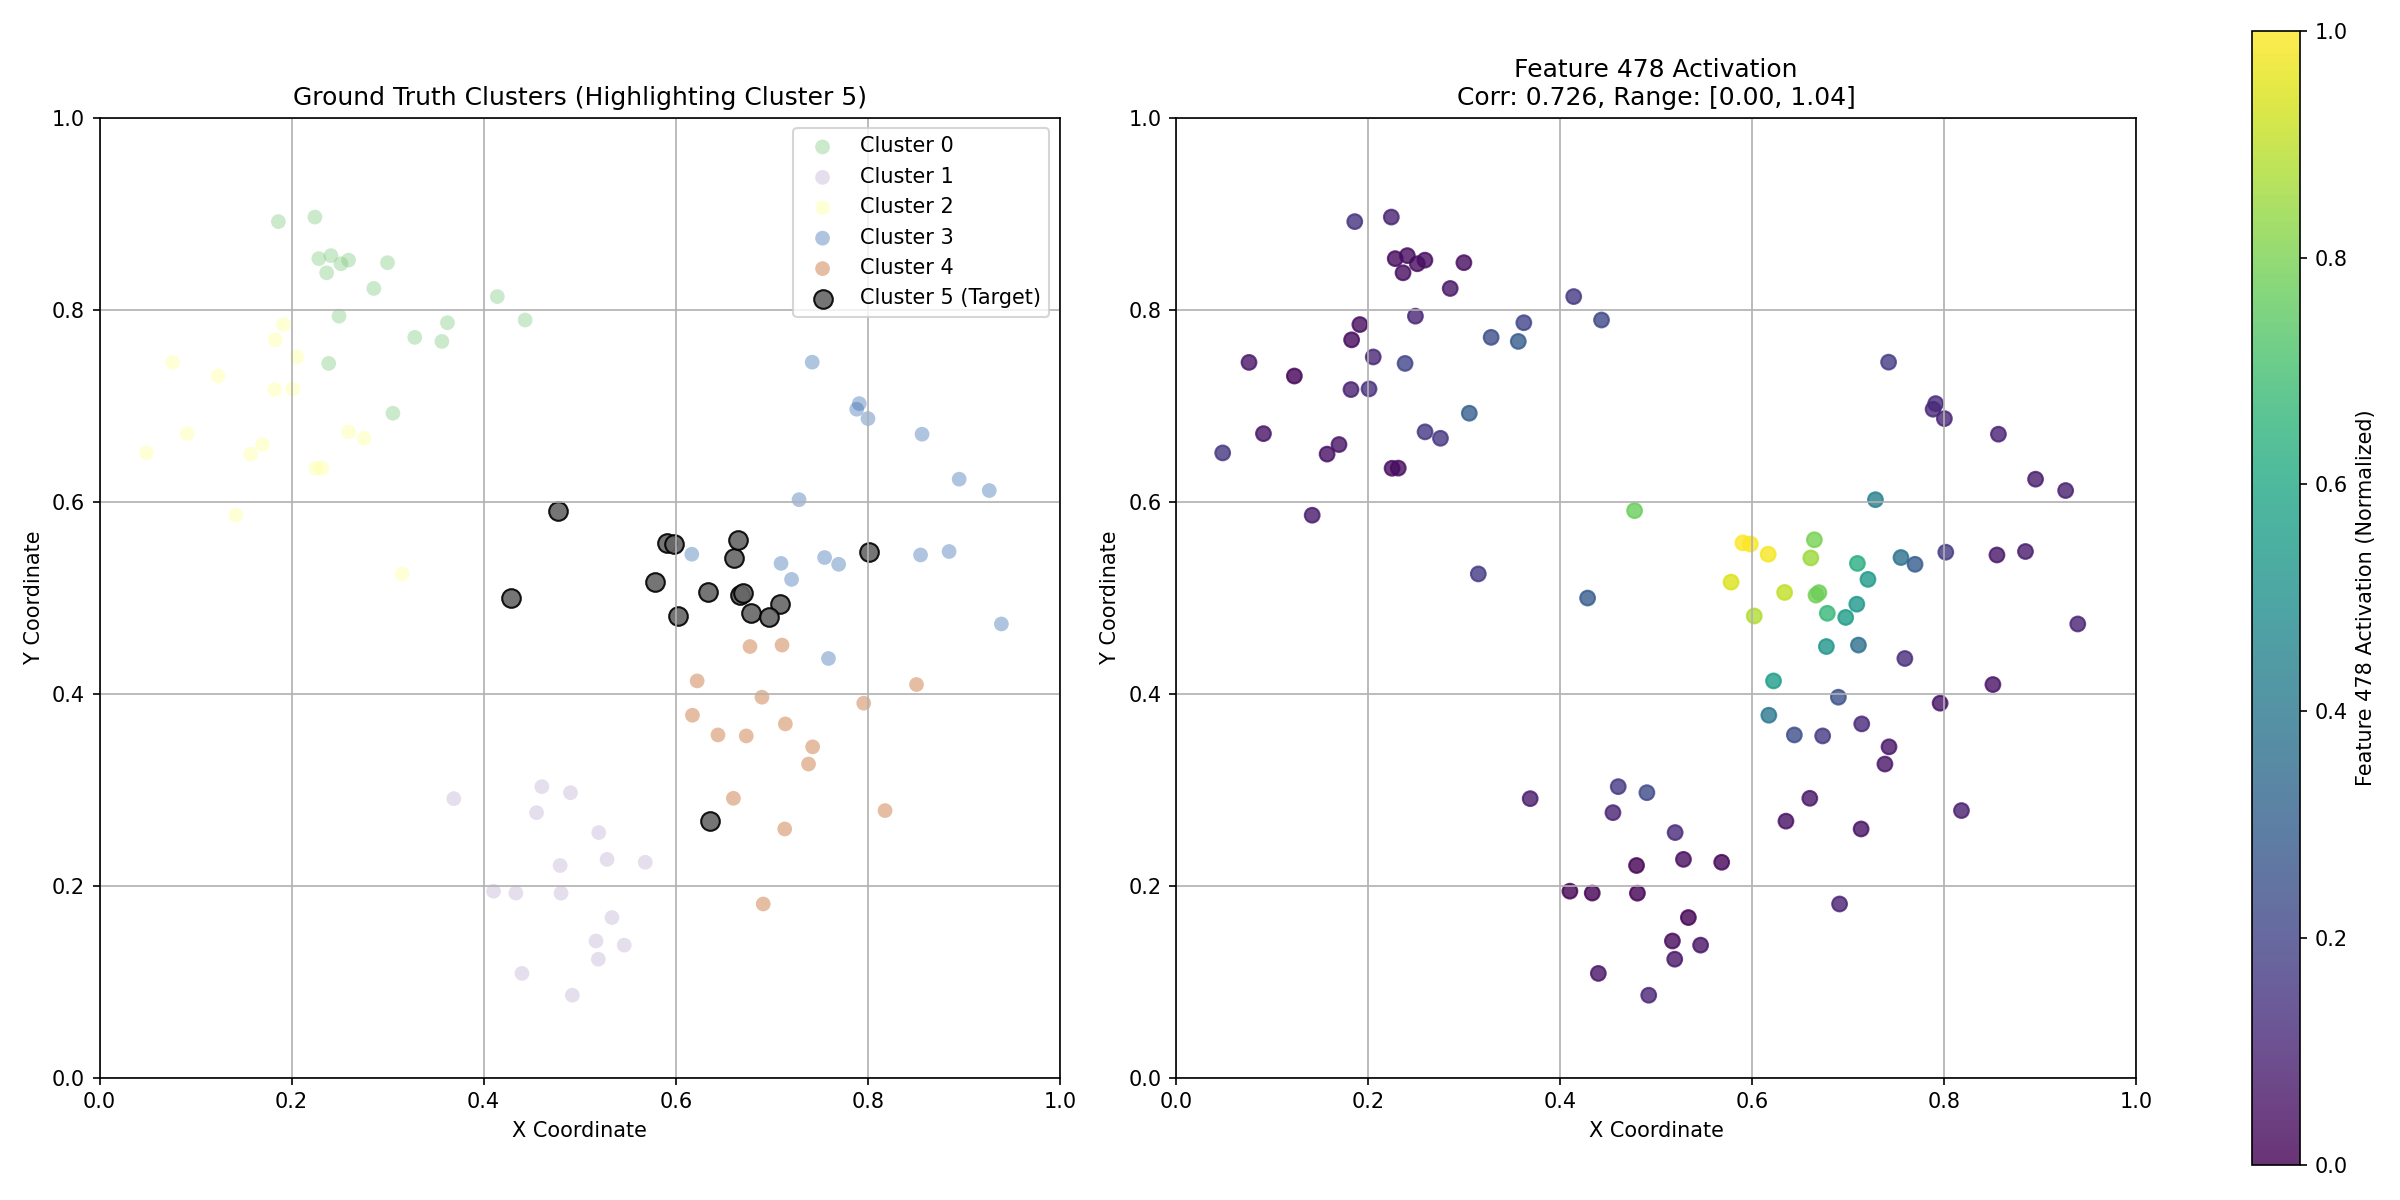 Ground Truth Clusters (Highlighting Cluster 5)
1.0
0.8
0.6
0.4
0.2
0.0
Y Coordinate
0.0 0.2 0.4 0.6 0.8 1.0
X Coordinate
Cluster 0
Cluster 1
Cluster 2
Cluster 3
Cluster 4
Cluster 5 (Target)
Feature 478 Activation
Corr: 0.726, Range: [0.00, 1.04]
1.0
0.8
0.6
0.4
0.2
0.0
Y Coordinate
0.0 0.2 0.4 0.6 0.8 1.0
X Coordinate
1.0
0.8
0.6
0.4
0.2
0.0
Feature 478 Activation (Normalized)